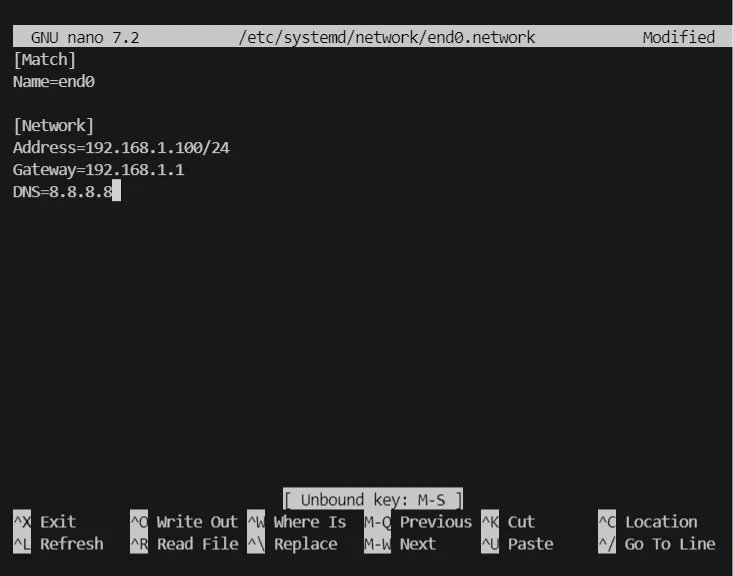 GNU nano 7.2 /etc/systemd/network/end0.network Modified
[Match]
Name=end0
[Network]
Address=192.168.1.100/24
Gateway=192.168.1.1
DNS=8.8.8.8
[ Unbound key: M-S ]
^X Exit ^O Write Out ^W Where Is M-Q Previous ^K Cut ^C Location
^L Refresh ^R Read File ^\ Replace M-W Next ^U Paste ^/ Go To Line